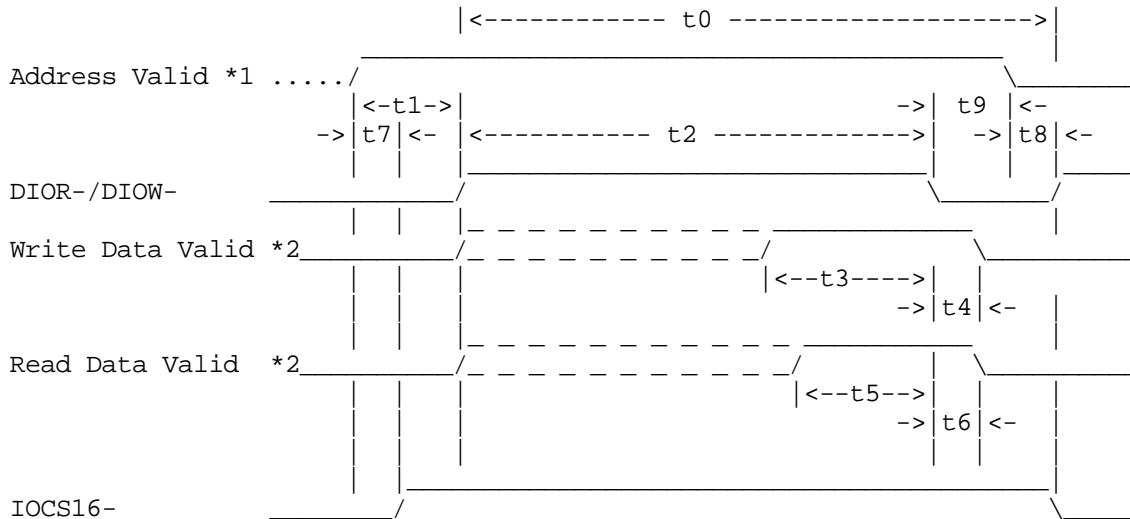 |<------------ t0 -------------------->|
Address Valid *1 ...../ \
|<-t1->| ->| t9 |<-
->|t7|<- |<----------- t2 ------------->| ->|t8|<-
DIOR-/DIOW-
Write Data Valid *2
|<--t3---->|
->|t4|<-
Read Data Valid *2
|<--t5-->|
->|t6|<-
IOCS16-